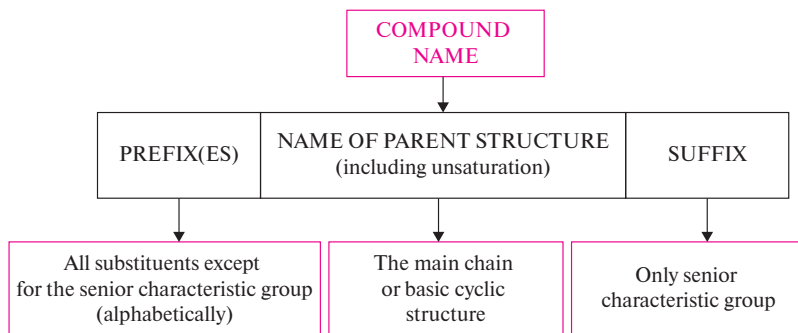 COMPOUND
NAME
PREFIX(ES)
NAME OF PARENT STRUCTURE
(including unsaturation)
SUFFIX
All substituents except
for the senior characteristic group
(alphabetically)
The main chain
or basic cyclic
structure
Only senior
characteristic group